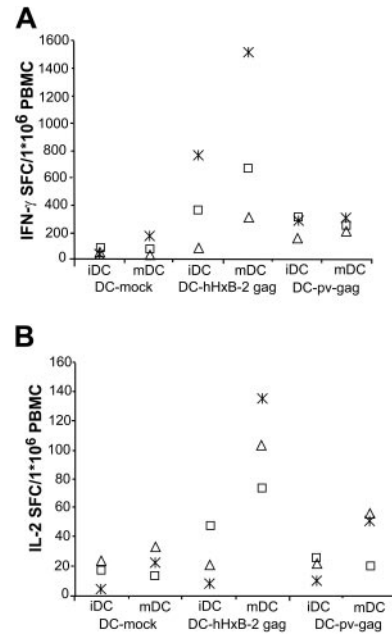 A
IFN-γ SFC/1*10⁶ PBMC
1600
1400
1200
1000
800
600
400
200
0
iDC mDC iDC mDC iDC mDC
DC-mock DC-hHxB-2 gag DC-pv-gag
B
IL-2 SFC/1*10⁶ PBMC
160
140
120
100
80
60
40
20
0
iDC mDC iDC mDC iDC mDC
DC-mock DC-hHxB-2 gag DC-pv-gag